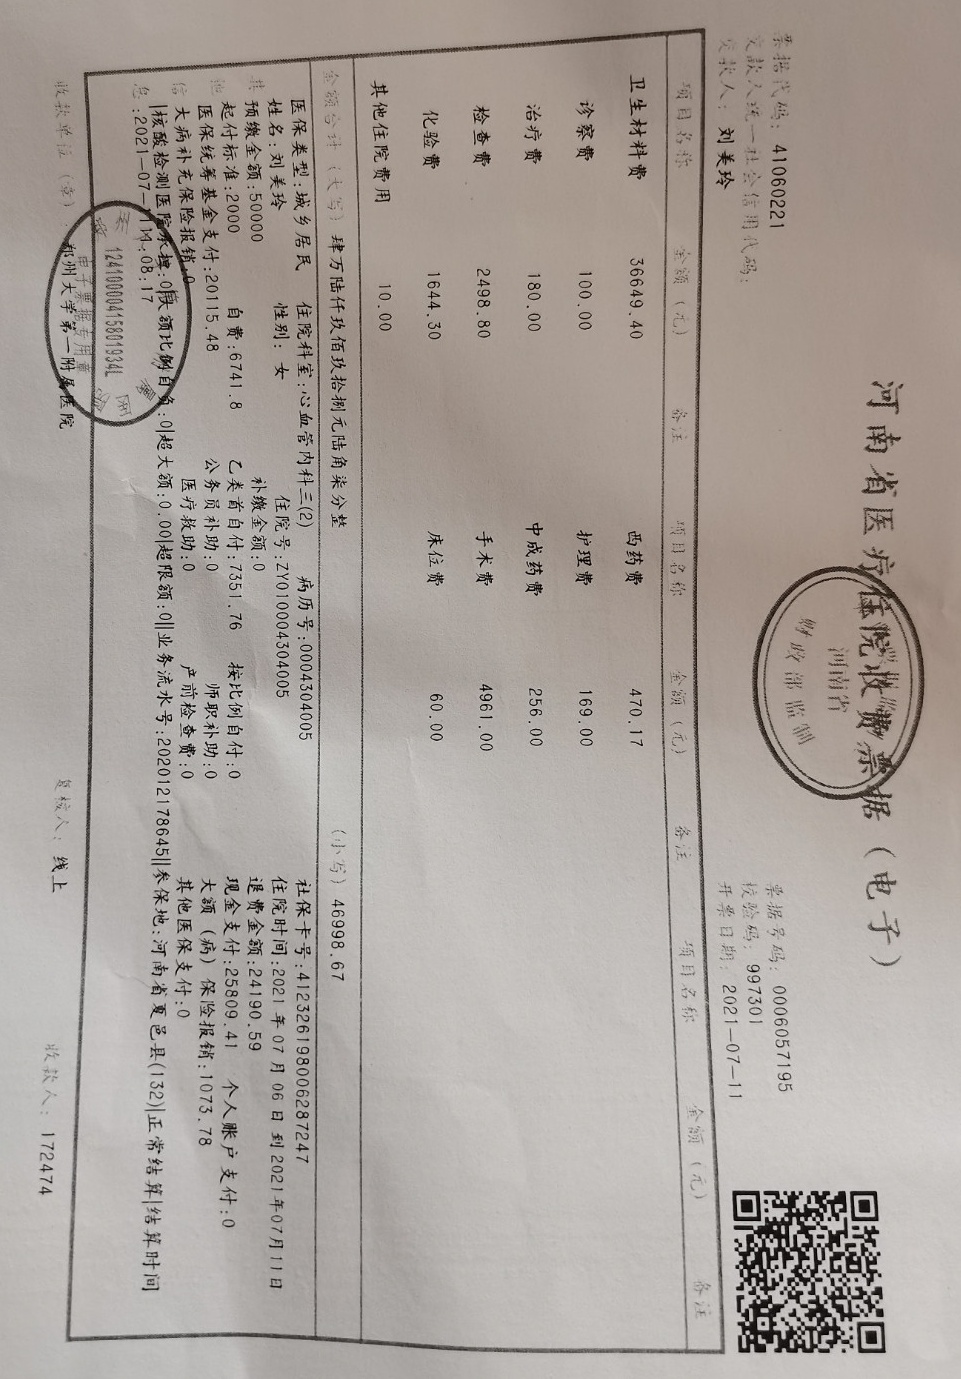 河南省医疗住院收费票据（电子）
河南省
财政部监制
票据代码：41060221
票据号码：0006057195
交款人统一社会信用代码：
校验码：997301
交款人：刘美玲
开票日期：2021-07-11
项目名称 金额（元） 备注 项目名称 金额（元） 备注 项目名称 金额（元） 备注
卫生材料费 36649.40 西药费 470.17
诊察费 100.00 护理费 169.00
治疗费 180.00 中成药费 256.00
检查费 2498.80 手术费 4961.00
化验费 1644.30 床位费 60.00
其他住院费用 10.00
金额合计（大写）肆万陆仟玖佰玖拾捌元陆角柒分整 （小写）46998.67
其他信息
医保类型:城乡居民 住院科室:心血管内科三(2) 病历号:0004304005 社保卡号:412326198006287247
姓名:刘美玲 性别: 女 住院号:ZY010004304005 住院时间:2021 年 07 月 06 日 到 2021年07月11日
预缴金额:50000 补缴金额:0 退费金额:24190.59
起付标准:2000 自费:6741.8 乙类首自付:7351.76 按比例自付:0 现金支付:25809.41 个人账户支付:0
医保统筹基金支付:20115.48 公务员补助:0 师职补助:0 大额（病）保险报销:1073.78
大病补充保险报销:0 医疗救助:0 产前检查费:0 其他医保支付:0
|核酸检测医院承担:0|大额比例自负:0|超大额:0.00|超限额:0||业务流水号:202012178645||参保地:河南省夏邑县(132)|正常结算|结算时间
:2021-07-1111:08:17
12410000415801934L
电子票据专用章
收款单位（章）：郑州大学第一附属医院 复核人：线上 收款人：172474